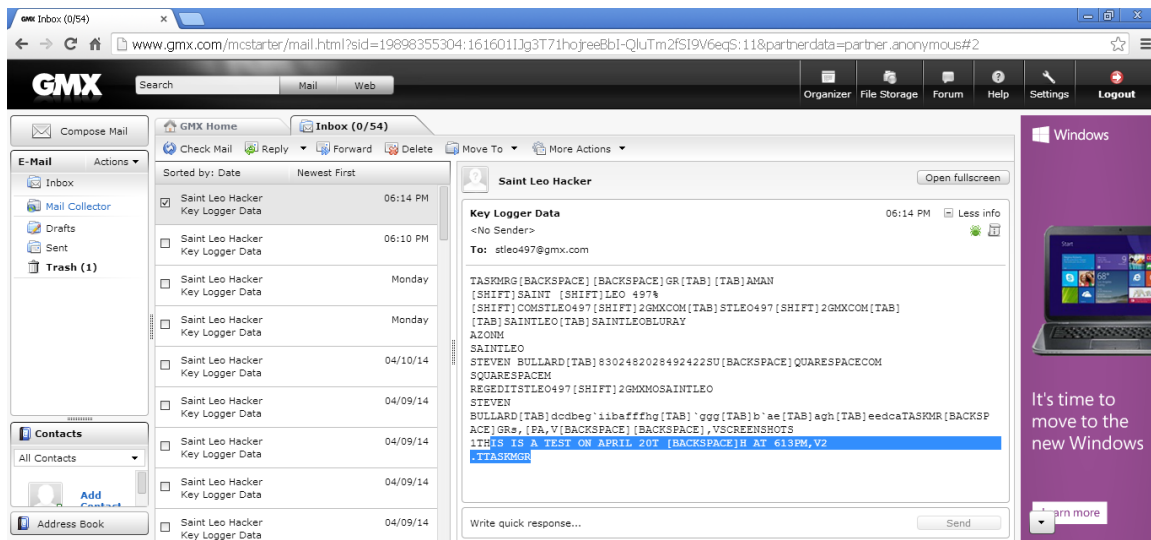 GMX Inbox (0/54)
www.gmx.com/mcstarter/mail.html?sid=19898355304:161601IJg3T71hojreeBbI-QluTm2fSI9V6eqS:11&partnerdata=partner.anonymous#2
GMX
Search
Mail
Web
Organizer
File Storage
Forum
Help
Settings
Logout
Compose Mail
E-Mail
Actions
Inbox
Mail Collector
Drafts
Sent
Trash (1)
Contacts
All Contacts
Add
Contact
Address Book
GMX Home
Inbox (0/54)
Check Mail
Reply
Forward
Delete
Move To
More Actions
Sorted by: Date
Newest First
Saint Leo Hacker 06:14 PM
Key Logger Data
Saint Leo Hacker 06:10 PM
Key Logger Data
Saint Leo Hacker Monday
Key Logger Data
Saint Leo Hacker Monday
Key Logger Data
Saint Leo Hacker 04/10/14
Key Logger Data
Saint Leo Hacker 04/09/14
Key Logger Data
Saint Leo Hacker 04/09/14
Key Logger Data
Saint Leo Hacker 04/09/14
Key Logger Data
Saint Leo Hacker 04/09/14
Key Logger Data
Saint Leo Hacker
Open fullscreen
Key Logger Data
06:14 PM
Less info
<No Sender>
To: stleo497@gmx.com
TASKMRG[BACKSPACE][BACKSPACE]GR[TAB][TAB]AMAN
[SHIFT]SAINT [SHIFT]LEO 497%
[SHIFT]COMSTLEO497[SHIFT]2GMXCOM[TAB]STLEO497[SHIFT]2GMXCOM[TAB]
[TAB]SAINTLEO[TAB]SAINTLEOBLURAY
AZONM
SAINTLEO
STEVEN BULLARD[TAB]8302482028492422SU[BACKSPACE]QUARESPACECOM
SQUARESPACEM
REGEDITSTLEO497[SHIFT]2GMXMOSAINTLEO
STEVEN
BULLARD[TAB]dcdbeg`iibafffhg[TAB]`ggg[TAB]b`ae[TAB]agh[TAB]eedcaTASKMR[BACKSP
ACE]GRs,[PA,V[BACKSPACE][BACKSPACE],VSCREENSHOTS
1THIS IS A TEST ON APRIL 20T [BACKSPACE]H AT 613PM,V2
.TTASKMGR
Write quick response...
Send
Windows
Start
It's time to
move to the
new Windows